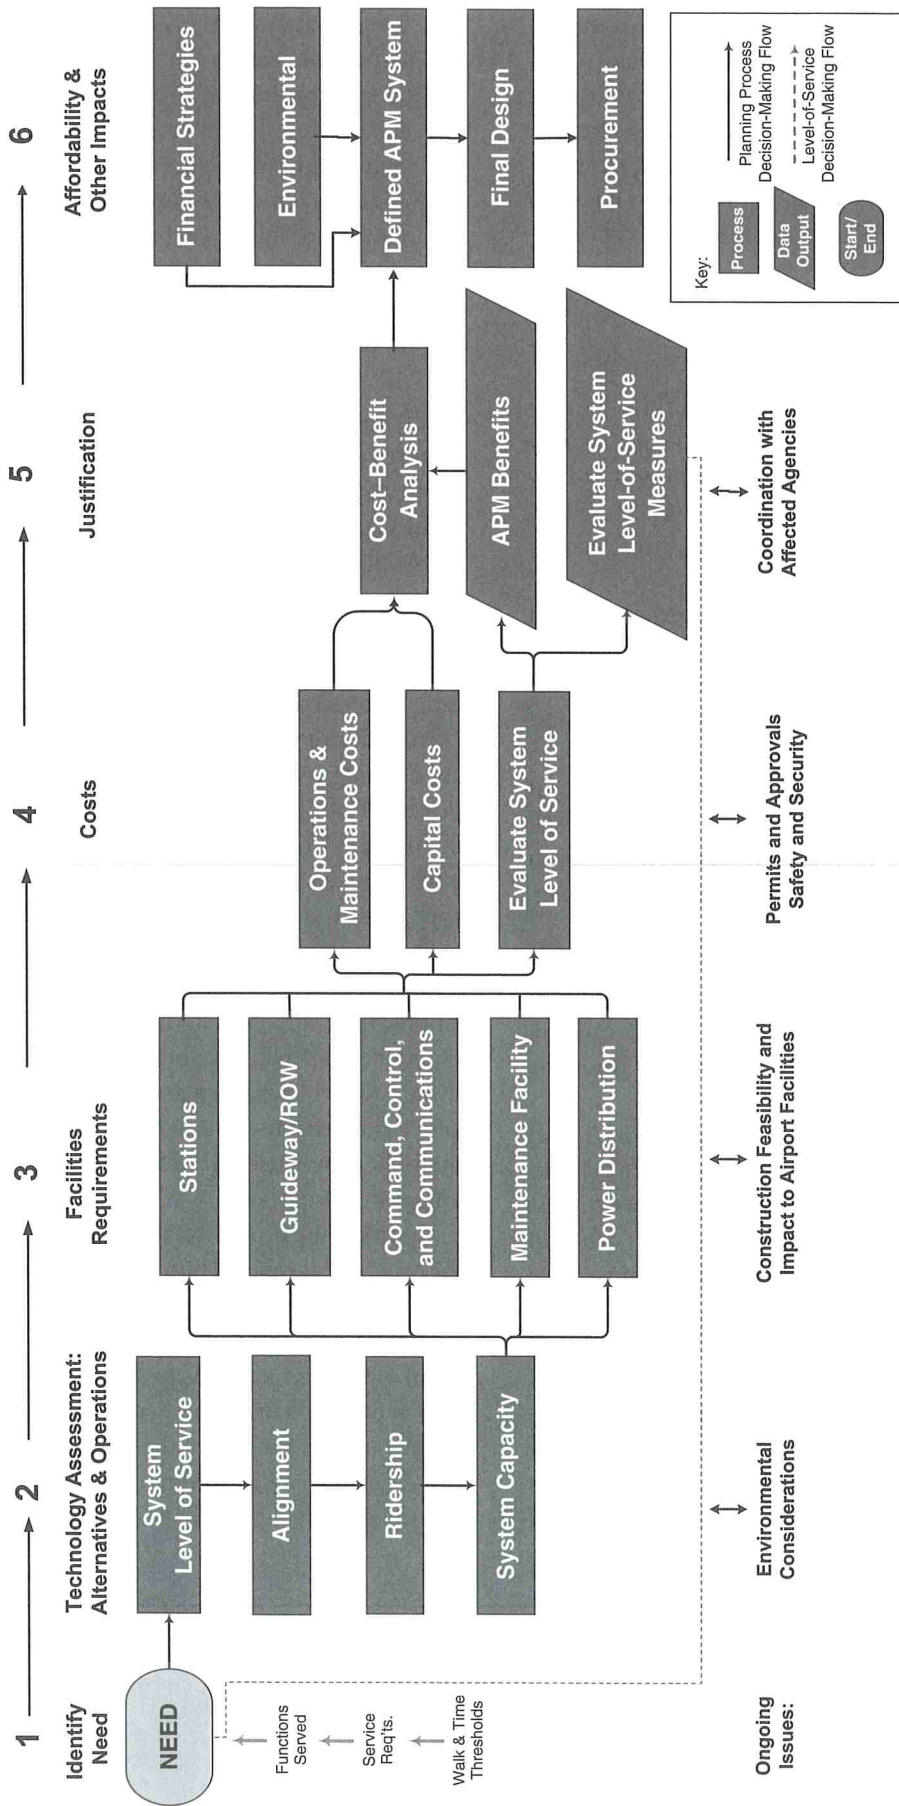 1
2
3
4
5
6
Identify
Need
Technology Assessment:
Alternatives & Operations
Facilities
Requirements
Costs
Justification
Affordability &
Other Impacts
NEED
Functions
Served
Service
Req'ts.
Walk & Time
Thresholds
System
Level of Service
Alignment
Ridership
System Capacity
Stations
Guideway/ROW
Command, Control,
and Communications
Maintenance Facility
Power Distribution
Operations &
Maintenance Costs
Capital Costs
Evaluate System
Level of Service
Cost–Benefit
Analysis
APM Benefits
Evaluate System
Level-of-Service
Measures
Financial Strategies
Environmental
Defined APM System
Final Design
Procurement
Ongoing
Issues:
Environmental
Considerations
Construction Feasibility and
Impact to Airport Facilities
Permits and Approvals
Safety and Security
Coordination with
Affected Agencies
Key:
Process
Data
Output
Start/
End
Planning Process
Decision-Making Flow
Level-of-Service
Decision-Making Flow